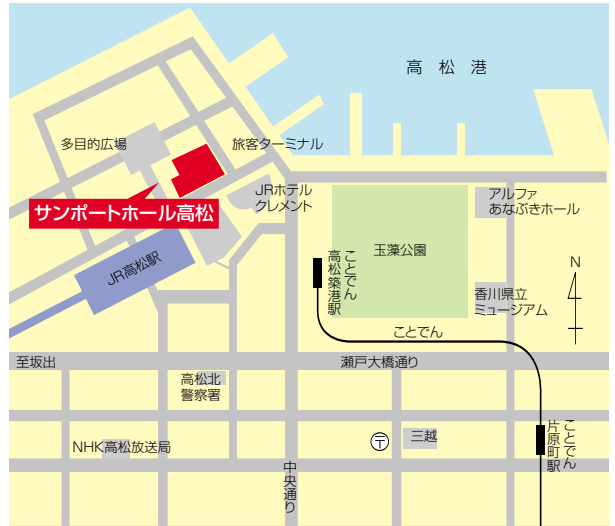 高松港
多目的広場
旅客ターミナル
サンポートホール高松
JRホテル
クレメント
アルファ
あなぶきホール
玉藻公園
ことでん
高松築港駅
JR高松駅
香川県立
ミュージアム
N
ことでん
至坂出
瀬戸大橋通り
高松北
警察署
〒
三越
ことでん
片原町駅
NHK高松放送局
中央通り